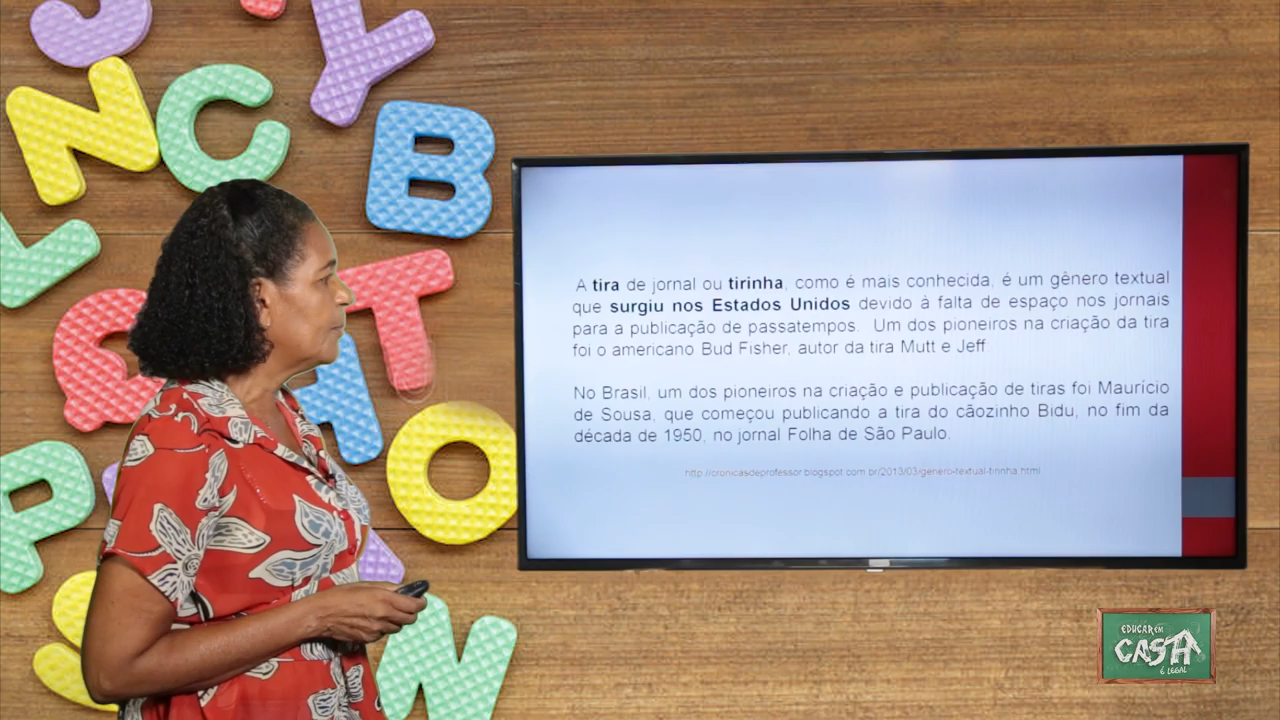 A tira de jornal ou tirinha, como é mais conhecida, é um gênero textual
que surgiu nos Estados Unidos devido à falta de espaço nos jornais
para a publicação de passatempos. Um dos pioneiros na criação da tira
foi o americano Bud Fisher, autor da tira Mutt e Jeff.
No Brasil, um dos pioneiros na criação e publicação de tiras foi Maurício
de Sousa, que começou publicando a tira do cãozinho Bidu, no fim da
década de 1950, no jornal Folha de São Paulo.
http://cronicasdeprofessor.blogspot.com.br/2013/03/genero-textual-tirinha.html
EDUCAR EM
CASA
É LEGAL